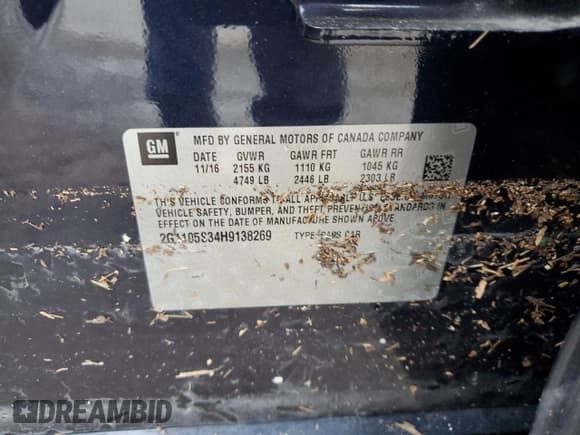 GM
MFD BY GENERAL MOTORS OF CANADA COMPANY
DATE GVWR GAWR FRT GAWR RR
11/16 2155 KG 1110 KG 1045 KG
4749 LB 2446 LB 2303 LB
THIS VEHICLE CONFORMS TO ALL APPLICABLE U.S.
VEHICLE SAFETY, BUMPER, AND THEFT PREVENTION STANDARDS IN
EFFECT ON THE DATE OF MANUFACTURE SHOWN ABOVE.
TYPE: PASS CAR
DREAMBID
DREAMBID.COM